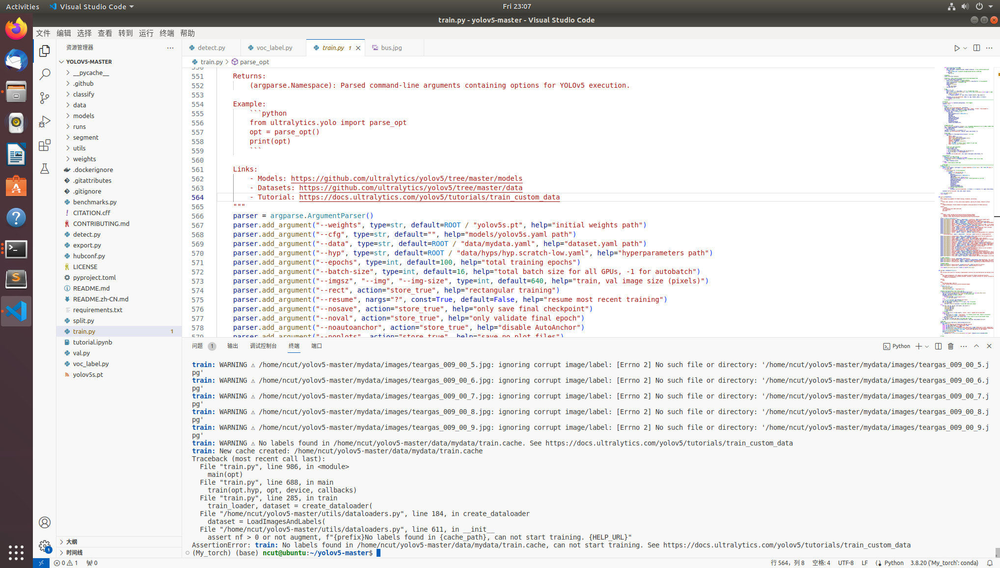 Activities
Visual Studio Code
Fri 23:07
train.py - yolov5-master - Visual Studio Code
文件 编辑 选择 查看 转到 运行 终端 帮助
资源管理器
YOLOV5-MASTER
__pycache__
.github
classify
data
models
runs
segment
utils
weights
.dockerignore
.gitattributes
.gitignore
benchmarks.py
CITATION.cff
CONTRIBUTING.md
detect.py
export.py
hubconf.py
LICENSE
pyproject.toml
README.md
README.zh-CN.md
requirements.txt
split.py
train.py 1
tutorial.ipynb
val.py
voc_label.py
yolov5s.pt
大纲
时间线
detect.py
voc_label.py
train.py 1
bus.jpg
train.py > parse_opt
550
551 Returns:
552 (argparse.Namespace): Parsed command-line arguments containing options for YOLOv5 execution.
553
554 Example:
555 ```python
556 from ultralytics.yolo import parse_opt
557 opt = parse_opt()
558 print(opt)
559 ```
560
561 Links:
562 - Models: https://github.com/ultralytics/yolov5/tree/master/models
563 - Datasets: https://github.com/ultralytics/yolov5/tree/master/data
564 - Tutorial: https://docs.ultralytics.com/yolov5/tutorials/train_custom_data
565 """
566 parser = argparse.ArgumentParser()
567 parser.add_argument("--weights", type=str, default=ROOT / "yolov5s.pt", help="initial weights path")
568 parser.add_argument("--cfg", type=str, default="", help="models/yolov5s.yaml path")
569 parser.add_argument("--data", type=str, default=ROOT / "data/mydata.yaml", help="dataset.yaml path")
570 parser.add_argument("--hyp", type=str, default=ROOT / "data/hyps/hyp.scratch-low.yaml", help="hyperparameters path")
571 parser.add_argument("--epochs", type=int, default=100, help="total training epochs")
572 parser.add_argument("--batch-size", type=int, default=16, help="total batch size for all GPUs, -1 for autobatch")
573 parser.add_argument("--imgsz", "--img", "--img-size", type=int, default=640, help="train, val image size (pixels)")
574 parser.add_argument("--rect", action="store_true", help="rectangular training")
575 parser.add_argument("--resume", nargs="?", const=True, default=False, help="resume most recent training")
576 parser.add_argument("--nosave", action="store_true", help="only save final checkpoint")
577 parser.add_argument("--noval", action="store_true", help="only validate final epoch")
578 parser.add_argument("--noautoanchor", action="store_true", help="disable AutoAnchor")
579 parser.add_argument("--noplots", action="store_true", help="save no plot files")
问题 1 输出 调试控制台 终端 端口
Python
train: WARNING ⚠ /home/ncut/yolov5-master/mydata/images/teargas_009_00_5.jpg: ignoring corrupt image/label: [Errno 2] No such file or directory: '/home/ncut/yolov5-master/mydata/images/teargas_009_00_5.j
pg'
train: WARNING ⚠ /home/ncut/yolov5-master/mydata/images/teargas_009_00_6.jpg: ignoring corrupt image/label: [Errno 2] No such file or directory: '/home/ncut/yolov5-master/mydata/images/teargas_009_00_6.j
pg'
train: WARNING ⚠ /home/ncut/yolov5-master/mydata/images/teargas_009_00_7.jpg: ignoring corrupt image/label: [Errno 2] No such file or directory: '/home/ncut/yolov5-master/mydata/images/teargas_009_00_7.j
pg'
train: WARNING ⚠ /home/ncut/yolov5-master/mydata/images/teargas_009_00_8.jpg: ignoring corrupt image/label: [Errno 2] No such file or directory: '/home/ncut/yolov5-master/mydata/images/teargas_009_00_8.j
pg'
train: WARNING ⚠ /home/ncut/yolov5-master/mydata/images/teargas_009_00_9.jpg: ignoring corrupt image/label: [Errno 2] No such file or directory: '/home/ncut/yolov5-master/mydata/images/teargas_009_00_9.j
pg'
train: WARNING ⚠ No labels found in /home/ncut/yolov5-master/data/mydata/train.cache. See https://docs.ultralytics.com/yolov5/tutorials/train_custom_data
train: New cache created: /home/ncut/yolov5-master/data/mydata/train.cache
Traceback (most recent call last):
File "train.py", line 986, in <module>
main(opt)
File "train.py", line 688, in main
train(opt.hyp, opt, device, callbacks)
File "train.py", line 285, in train
train_loader, dataset = create_dataloader(
File "/home/ncut/yolov5-master/utils/dataloaders.py", line 184, in create_dataloader
dataset = LoadImagesAndLabels(
File "/home/ncut/yolov5-master/utils/dataloaders.py", line 611, in __init__
assert nf > 0 or not augment, f"{prefix}No labels found in {cache_path}, can not start training. {HELP_URL}"
AssertionError: train: No labels found in /home/ncut/yolov5-master/data/mydata/train.cache, can not start training. See https://docs.ultralytics.com/yolov5/tutorials/train_custom_data
(My_torch) (base) ncut@ubuntu:~/yolov5-master$
0 1 0
行 564, 列 8 空格: 4 UTF-8 LF Python 3.8.20 ('My_torch': conda)